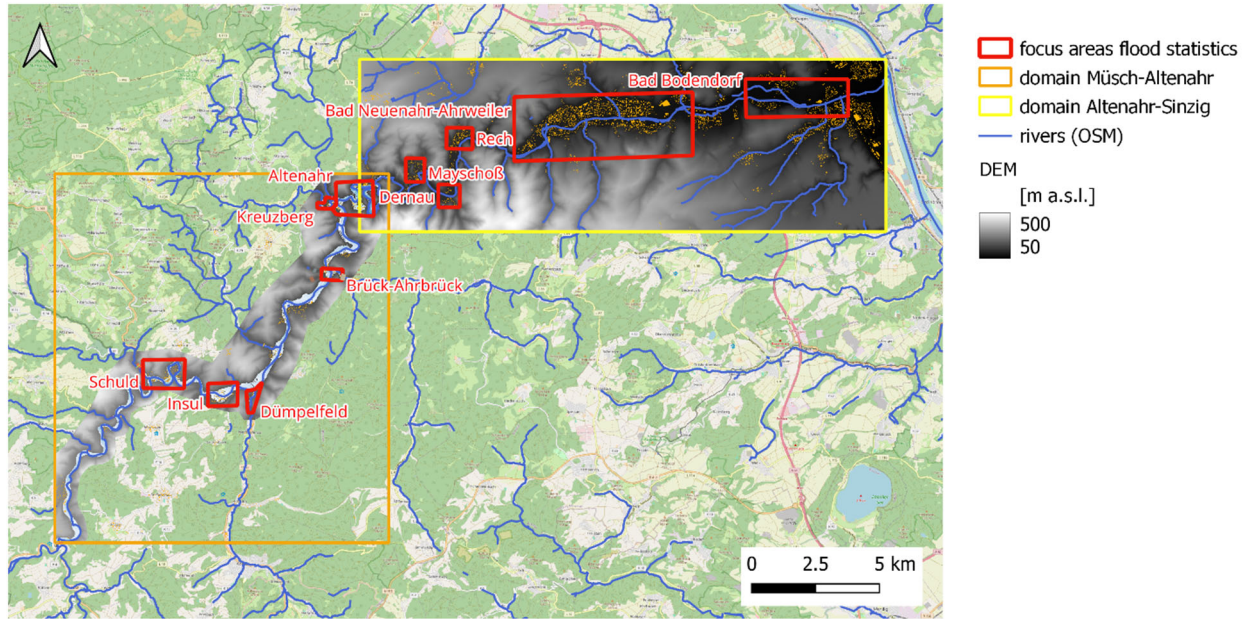 focus areas flood statistics
domain Müsch-Altenahr
domain Altenahr-Sinzig
rivers (OSM)
DEM
[m a.s.l.]
500
50
Bad Bodendorf
Bad Neuenahr-Ahrweiler
Rech
Mayschoß
Altenahr
Dernau
Kreuzberg
Brück-Ahrbrück
Schuld
Insul
Dümpelfeld
0 2.5 5 km